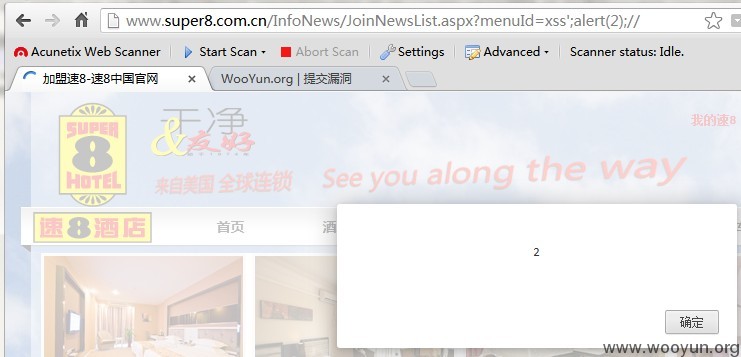 www.super8.com.cn/InfoNews/JoinNewsList.aspx?menuId=xss';alert(2);//
Acunetix Web Scanner Start Scan Abort Scan Settings Advanced Scanner status: Idle.
加盟速8-速8中国官网 WooYun.org | 提交漏洞
我的速8
干净
&友好
SUPER
8
HOTEL
来自美国 全球连锁 See you along the way
速8酒店 首页 酒
2
确定
www.wooyun.org